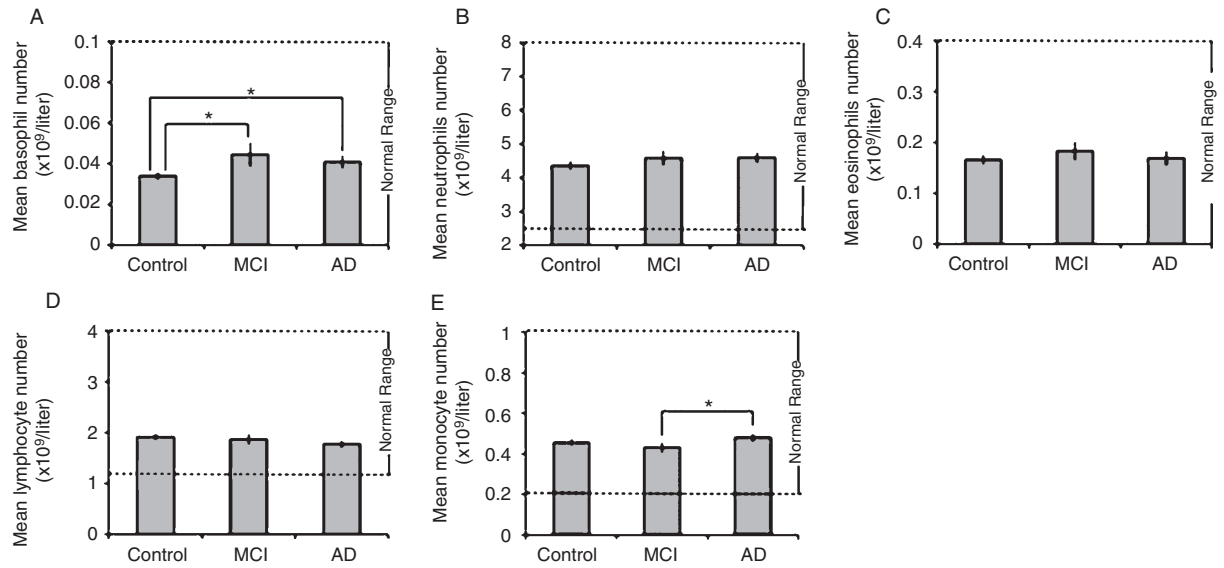 A
Mean basophil number
(x10⁹/liter)
0.1
0.08
0.06
0.04
0.02
0
*
*
Normal Range
Control MCI AD
B
Mean neutrophils number
(x10⁹/liter)
8
7
6
5
4
3
2
Normal Range
Control MCI AD
C
Mean eosinophils number
(x10⁹/liter)
0.4
0.3
0.2
0.1
0
Normal Range
Control MCI AD
D
Mean lymphocyte number
(x10⁹/liter)
4
3
2
1
0
Normal Range
Control MCI AD
E
Mean monocyte number
(x10⁹/liter)
1
0.8
0.6
0.4
0.2
0
*
Normal Range
Control MCI AD